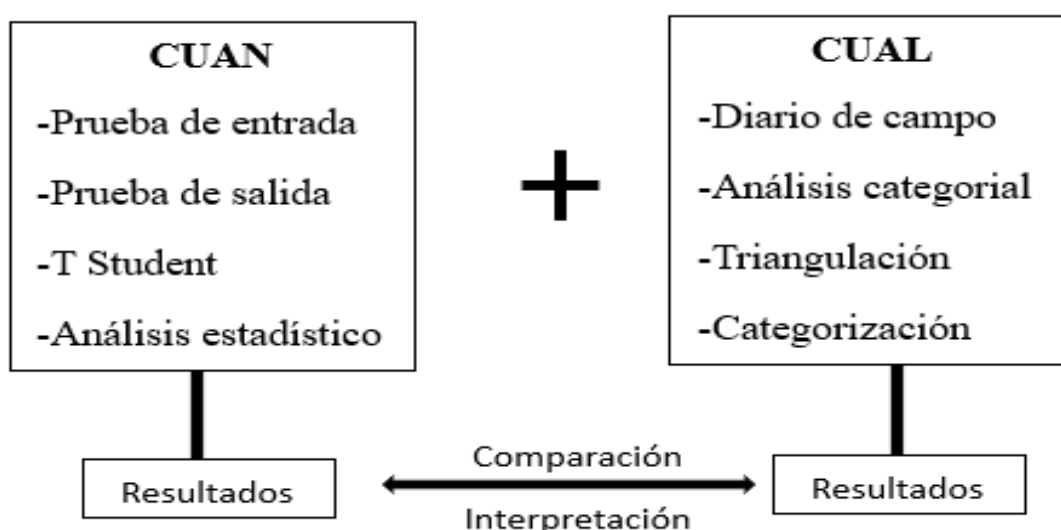 CUAN
-Prueba de entrada
-Prueba de salida
-T Student
-Análisis estadístico
+
CUAL
-Diario de campo
-Análisis categorial
-Triangulación
-Categorización
Resultados
Comparación
Interpretación
Resultados